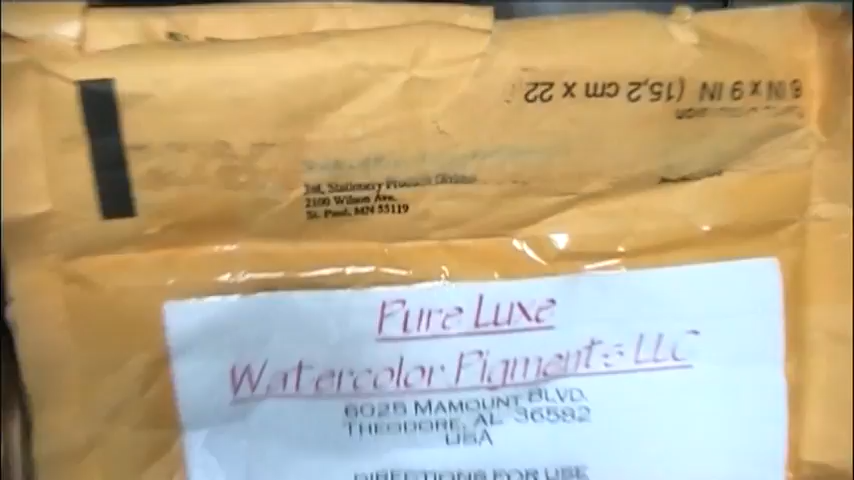 6 IN x 9 IN (15,2 cm x 22
Stationery Products Division
2100 Wilson Ave.
St. Paul, MN 55119
Pure Luxe
Watercolor Pigments LLC
6025 MAMOUNT BLVD.
THEODORE, AL 36582
USA
DIRECTIONS FOR USE